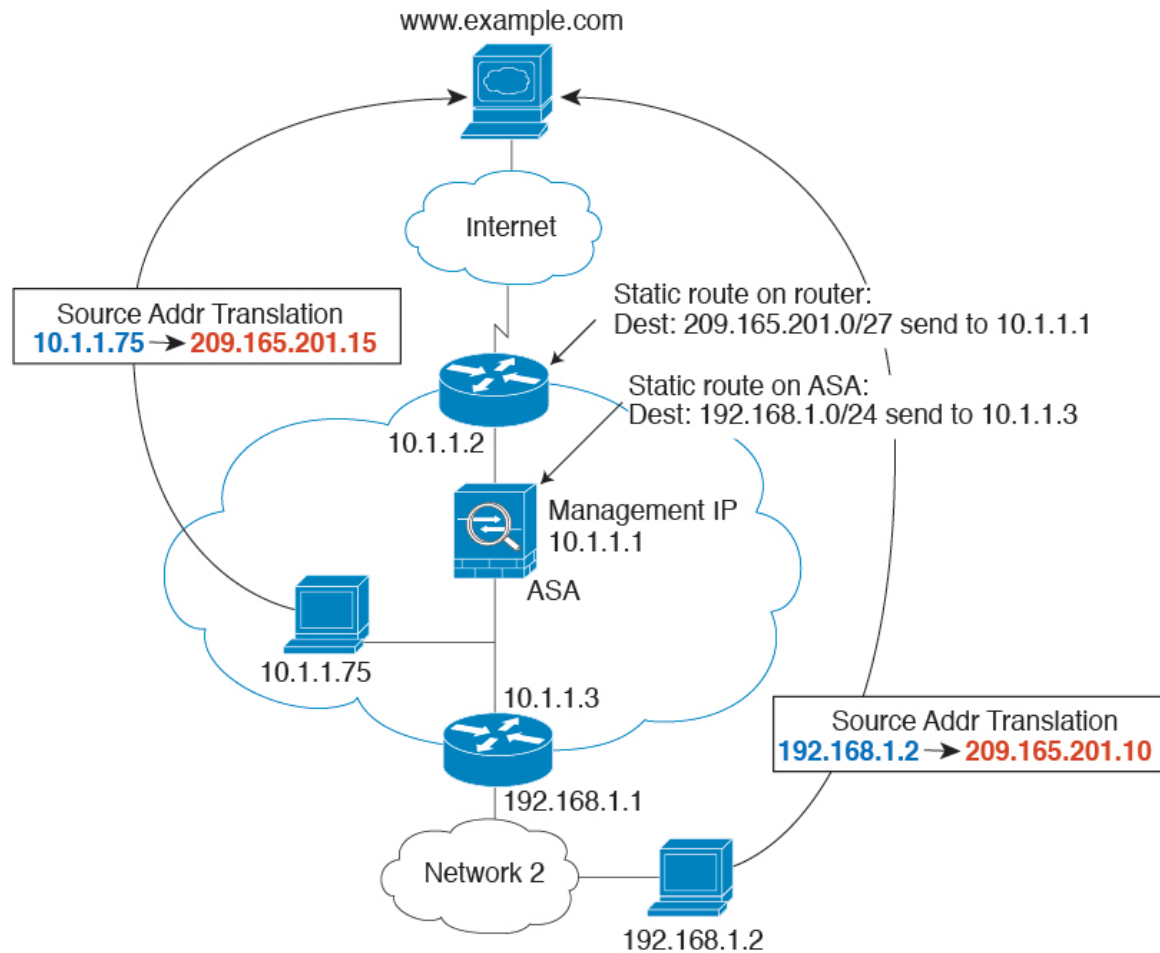 www.example.com
Internet
Source Addr Translation
10.1.1.75 → 209.165.201.15
Static route on router:
Dest: 209.165.201.0/27 send to 10.1.1.1
Static route on ASA:
Dest: 192.168.1.0/24 send to 10.1.1.3
10.1.1.2
Management IP
10.1.1.1
ASA
10.1.1.75
10.1.1.3
Source Addr Translation
192.168.1.2 → 209.165.201.10
192.168.1.1
Network 2
192.168.1.2